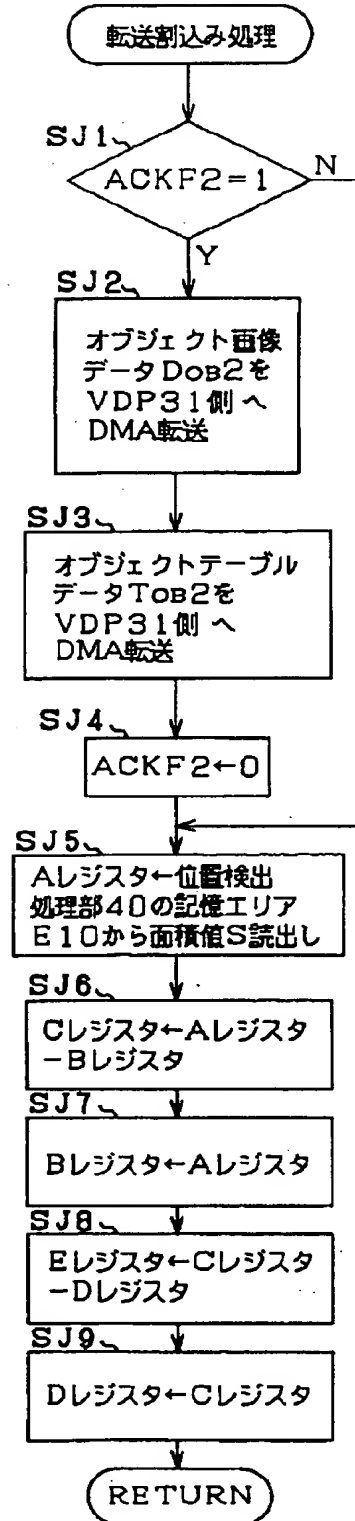 転送割込み処理
SJ1
ACKF2=1
N
Y
SJ2
オブジェクト画像
データDOB2を
VDP31側へ
DMA転送
SJ3
オブジェクトテーブル
データTOB2を
VDP31側へ
DMA転送
SJ4
ACKF2←0
SJ5
Aレジスタ←位置検出
処理部40の記憶エリア
E10から面積値S読出し
SJ6
Cレジスタ←Aレジスタ
−Bレジスタ
SJ7
Bレジスタ←Aレジスタ
SJ8
Eレジスタ←Cレジスタ
−Dレジスタ
SJ9
Dレジスタ←Cレジスタ
RETURN